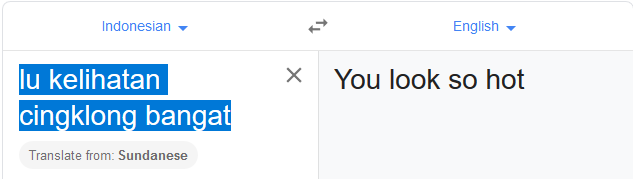 Indonesian
English
lu kelihatan
cingklong bangat
You look so hot
Translate from: Sundanese